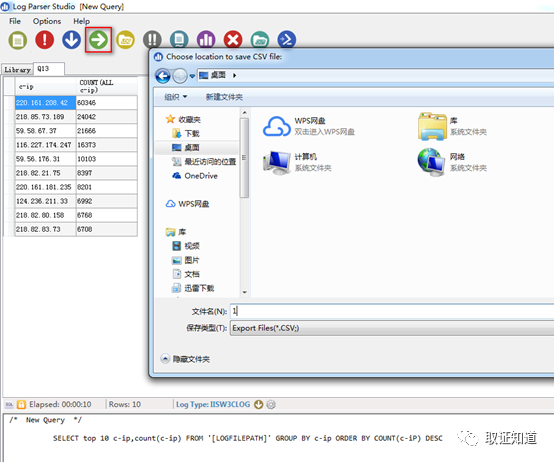 Log Parser Studio [New Query]
File Options Help
Library Q13
c-ip COUNT(ALL c-ip)
220.161.208.42 60346
218.85.73.189 24042
59.58.67.37 21666
116.227.174.247 16373
59.56.176.31 10103
218.82.21.75 8397
220.161.181.235 8201
124.236.211.33 6992
218.82.80.158 6768
218.82.83.73 6708
Choose location to save CSV file:
桌面
组织 新建文件夹
收藏夹
下载
桌面
最近访问的位置
OneDrive
WPS网盘
库
视频
图片
文档
迅雷下载
WPS网盘
双击进入WPS网盘
库
系统文件夹
计算机
系统文件夹
网络
系统文件夹
文件名(N): 1
保存类型(T): Export Files(*.CSV;)
隐藏文件夹
Elapsed: 00:00:10 Rows: 10 Log Type: IISW3CLOG
/* New Query */
SELECT top 10 c-ip,count(c-ip) FROM '[LOGFILEPATH]' GROUP BY c-ip ORDER BY COUNT(c-iP) DESC
取证知道